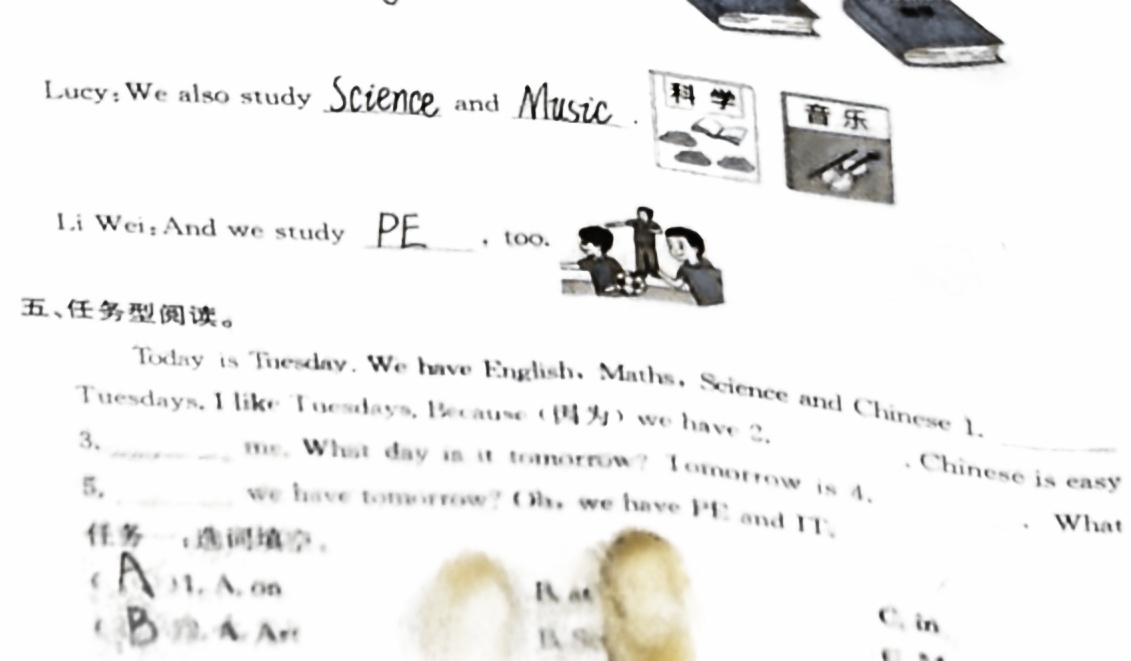 Lucy: We also study Science and Music .
科学
音乐
Li Wei: And we study PE , too.
五、任务型阅读。
Today is Tuesday. We have English, Maths, Science and Chinese 1. ______
Tuesdays. I like Tuesdays. Because (因为) we have 2. ______ . Chinese is easy
3. ______ me. What day is it tomorrow? Tomorrow is 4. ______ . What
5. ______ we have tomorrow? Oh, we have PE and IT.
任务一:选词填空。
( A ) 1. A. on B. at C. in
( B ) 2. A. Art B.